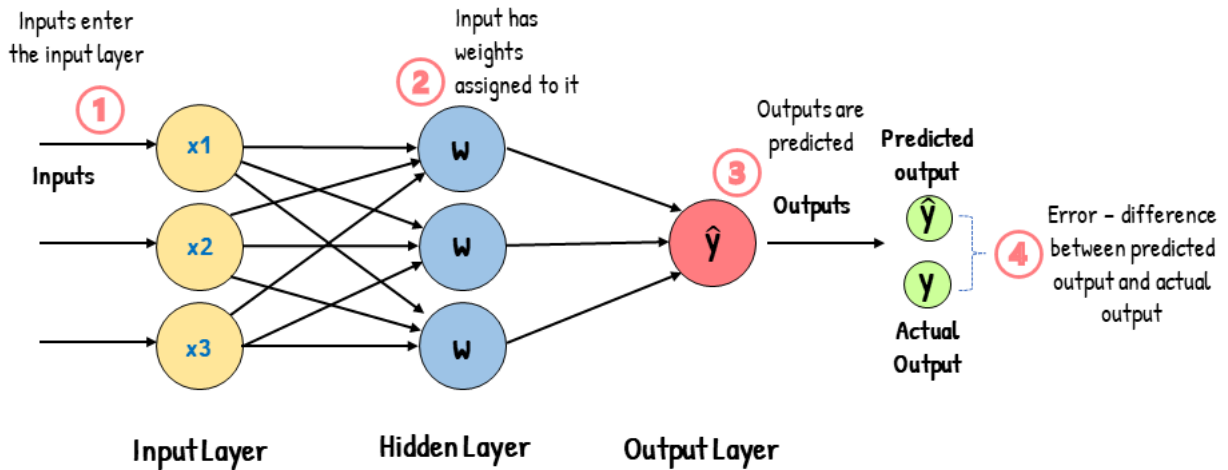 Inputs enter
the input layer
1
Inputs
x1
x2
x3
Input Layer
2
Input has
weights
assigned to it
w
w
w
Hidden Layer
3
Outputs are
predicted
ŷ
Output Layer
Outputs
Predicted
output
ŷ
y
Actual
Output
4
Error – difference
between predicted
output and actual
output